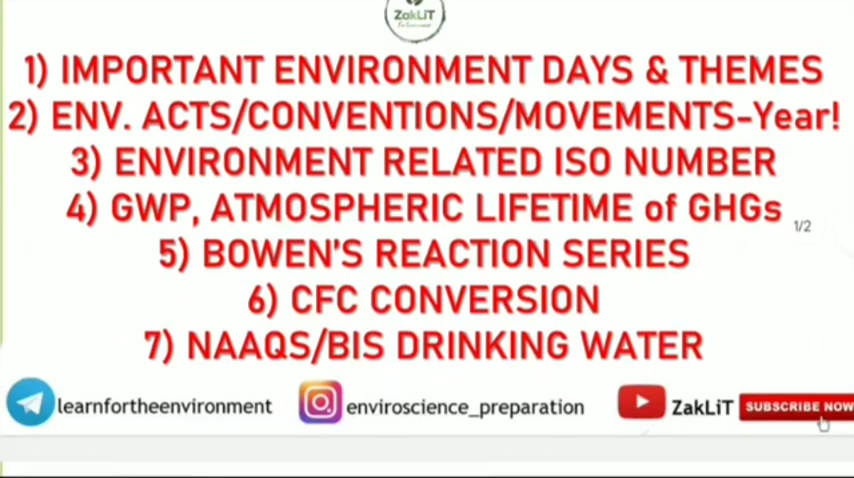 ZakLiT
1) IMPORTANT ENVIRONMENT DAYS & THEMES
2) ENV. ACTS/CONVENTIONS/MOVEMENTS-Year!
3) ENVIRONMENT RELATED ISO NUMBER
4) GWP, ATMOSPHERIC LIFETIME of GHGs
1/2
5) BOWEN'S REACTION SERIES
6) CFC CONVERSION
7) NAAQS/BIS DRINKING WATER
learnfortheenvironment enviroscience_preparation ZakLiT SUBSCRIBE NOW